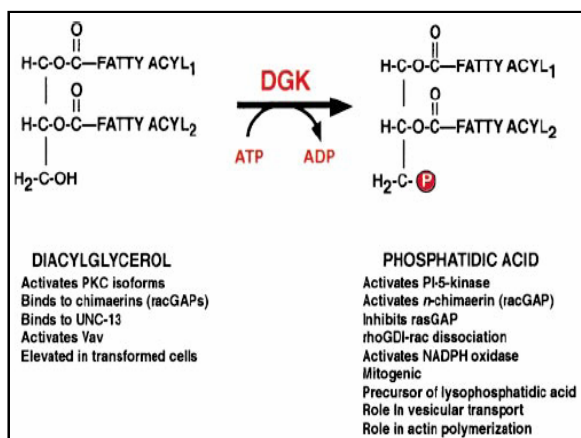 O
H-C-O-C—FATTY ACYL1
O
H-C-O-C—FATTY ACYL2
H2-C-OH
DGK
ATP
ADP
O
H-C-O-C—FATTY ACYL1
O
H-C-O-C—FATTY ACYL2
H2-C-P
DIACYLGLYCEROL
Activates PKC isoforms
Binds to chimaerins (racGAPs)
Binds to UNC-13
Activates Vav
Elevated in transformed cells
PHOSPHATIDIC ACID
Activates PI-5-kinase
Activates n-chimaerin (racGAP)
Inhibits rasGAP
rhoGDI-rac dissociation
Activates NADPH oxidase
Mitogenic
Precursor of lysophosphatidic acid
Role In vesicular transport
Role in actin polymerization